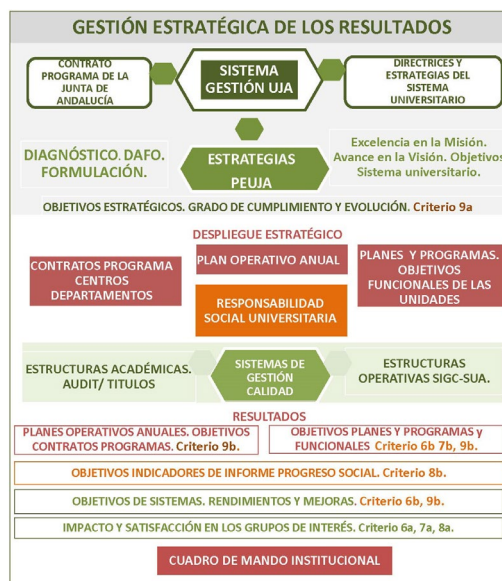 GESTIÓN ESTRATÉGICA DE LOS RESULTADOS
CONTRATO
PROGRAMA DE LA
JUNTA DE
ANDALUCÍA
SISTEMA
GESTIÓN UJA
DIRECTRICES Y
ESTRATEGIAS DEL
SISTEMA
UNIVERSITARIO
DIAGNÓSTICO. DAFO.
FORMULACIÓN.
ESTRATEGIAS
PEUJA
Excelencia en la Misión.
Avance en la Visión. Objetivos
Sistema universitario.
OBJETIVOS ESTRATÉGICOS. GRADO DE CUMPLIMIENTO Y EVOLUCIÓN. Criterio 9a
DESPLIEGUE ESTRATÉGICO
CONTRATOS PROGRAMA
CENTROS
DEPARTAMENTOS
PLAN OPERATIVO ANUAL
RESPONSABILIDAD
SOCIAL UNIVERSITARIA
PLANES Y PROGRAMAS.
OBJETIVOS
FUNCIONALES DE LAS
UNIDADES
ESTRUCTURAS ACADÉMICAS.
AUDIT/ TITULOS
SISTEMAS DE
GESTIÓN
CALIDAD
ESTRUCTURAS
OPERATIVAS SIGC-SUA.
RESULTADOS
PLANES OPERATIVOS ANUALES. OBJETIVOS
CONTRATOS PROGRAMAS. Criterio 9b.
OBJETIVOS PLANES Y PROGRAMAS y
FUNCIONALES Criterio 6b 7b, 9b.
OBJETIVOS INDICADORES DE INFORME PROGRESO SOCIAL. Criterio 8b.
OBJETIVOS DE SISTEMAS. RENDIMIENTOS Y MEJORAS. Criterio 6b, 9b.
IMPACTO Y SATISFACCIÓN EN LOS GRUPOS DE INTERÉS. Criterio 6a, 7a, 8a.
CUADRO DE MANDO INSTITUCIONAL